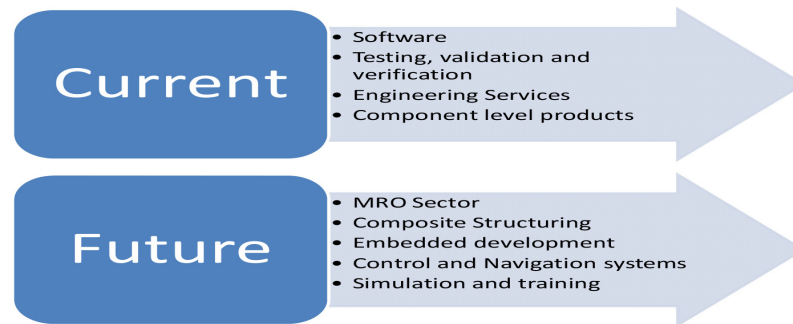 Current
• Software
• Testing, validation and
verification
• Engineering Services
• Component level products
Future
• MRO Sector
• Composite Structuring
• Embedded development
• Control and Navigation systems
• Simulation and training